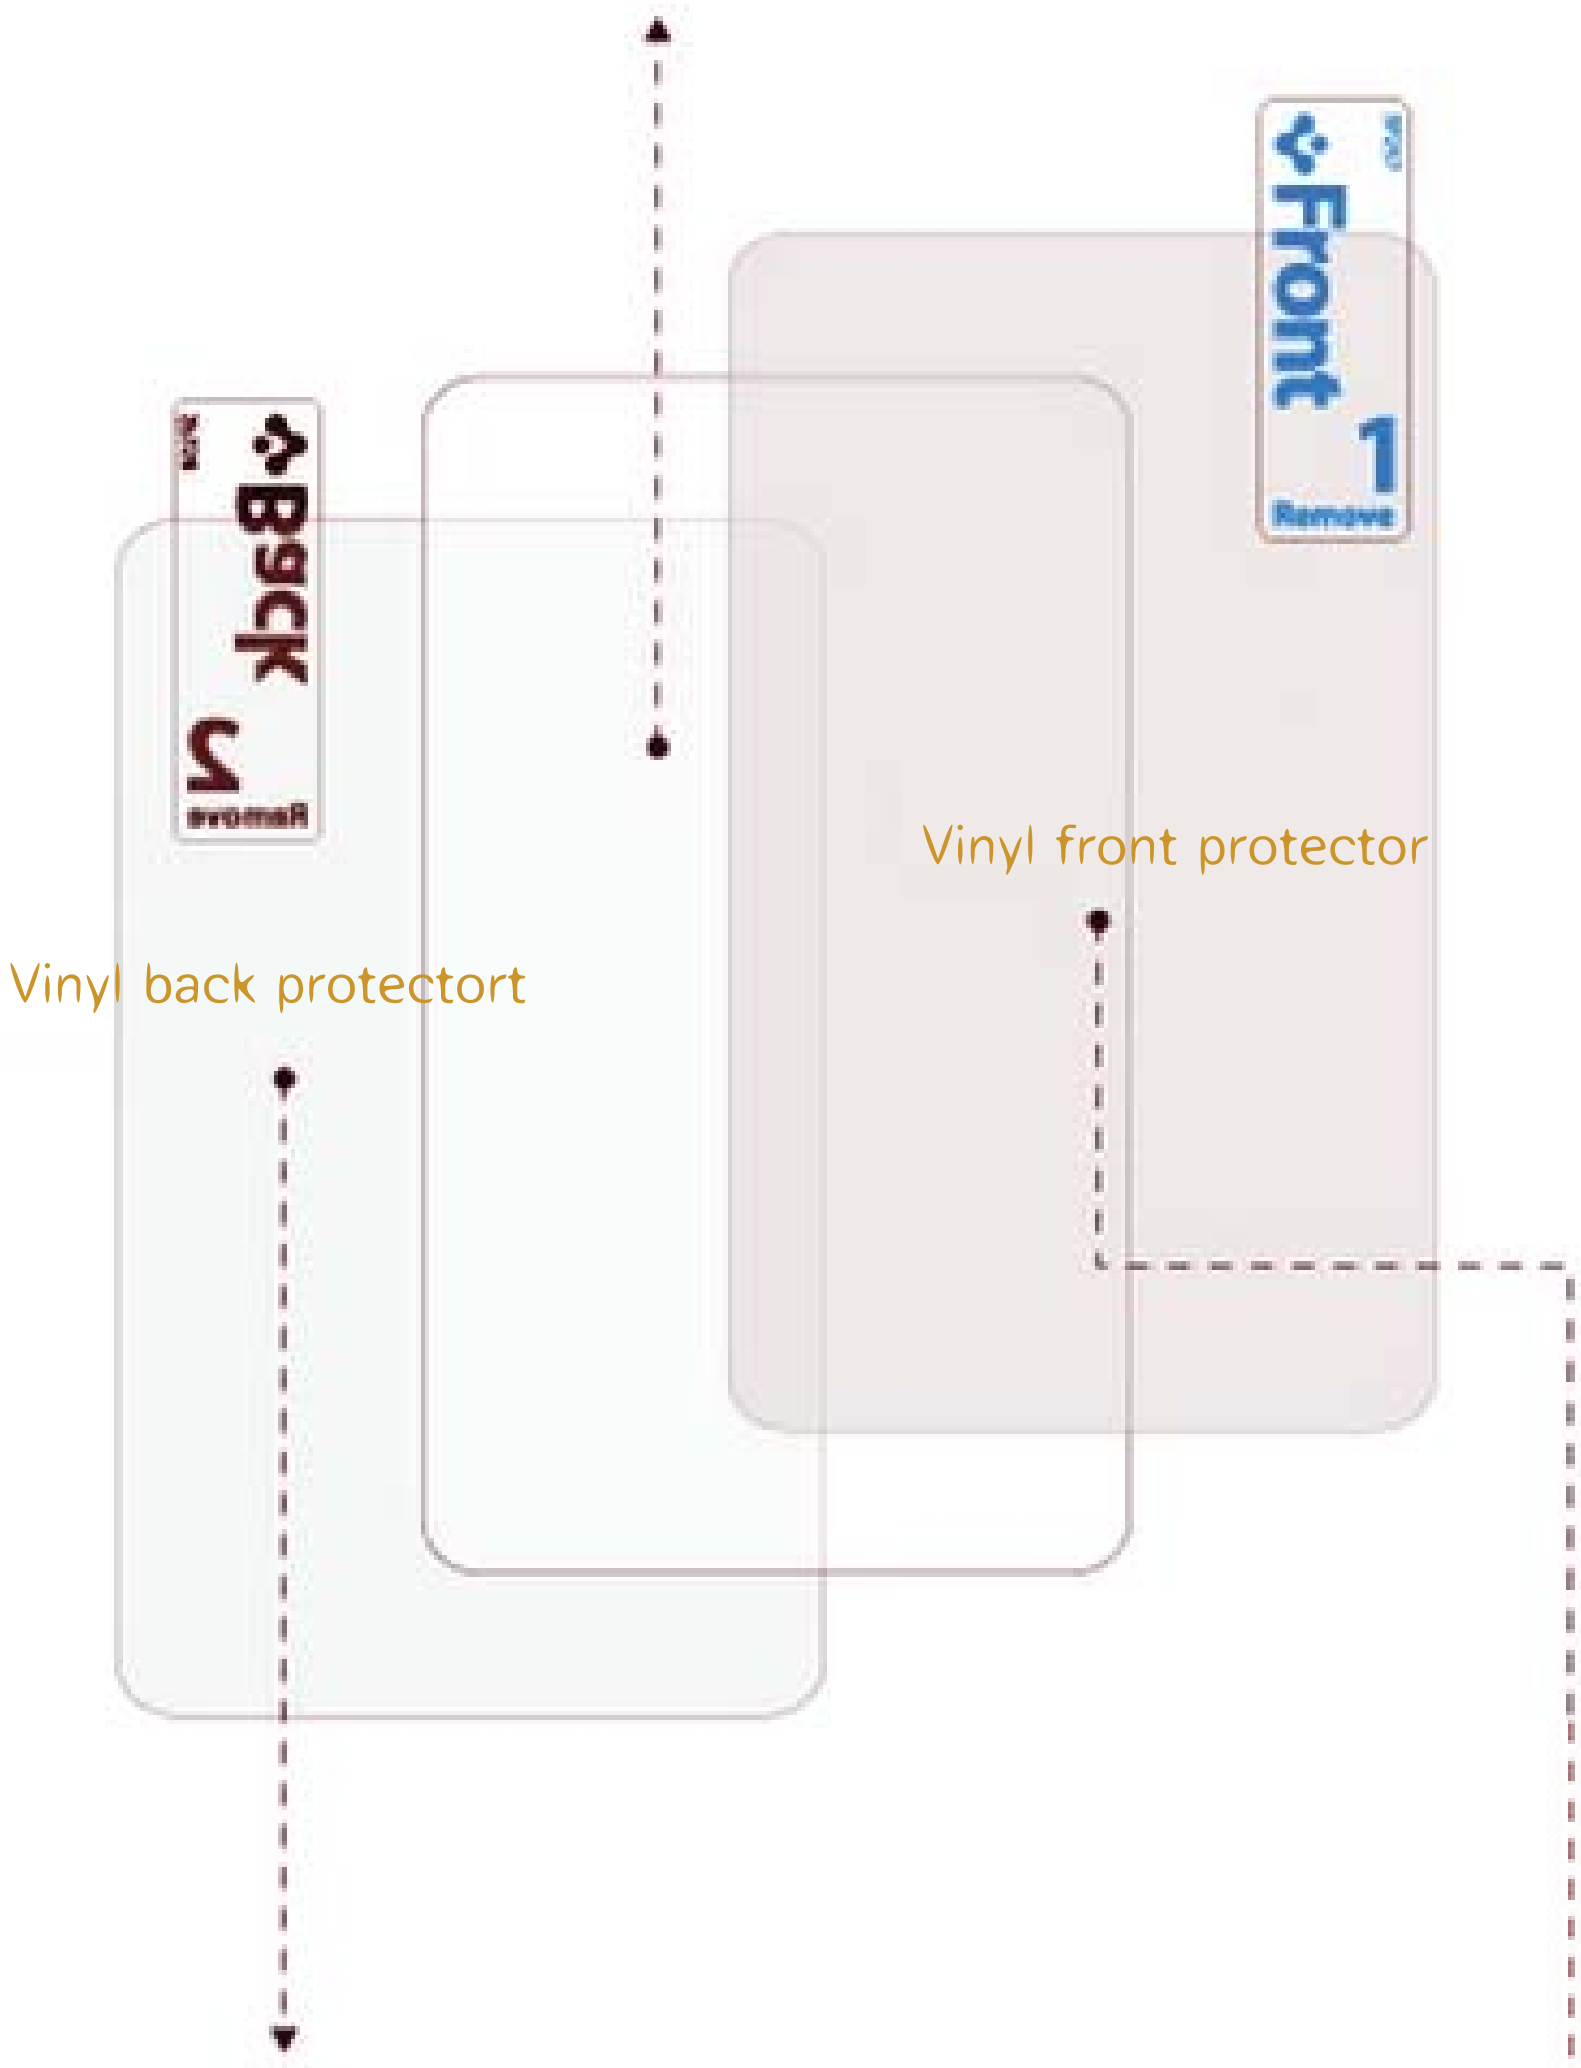 Front
1
Remove
Back
2
Remove
Vinyl front protector
Vinyl back protectort